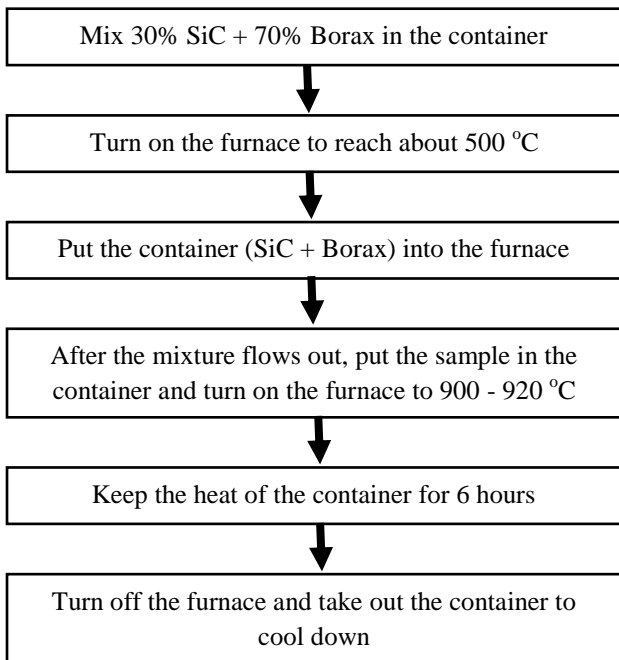 Mix 30% SiC + 70% Borax in the container
Turn on the furnace to reach about 500 °C
Put the container (SiC + Borax) into the furnace
After the mixture flows out, put the sample in the
container and turn on the furnace to 900 - 920 °C
Keep the heat of the container for 6 hours
Turn off the furnace and take out the container to
cool down